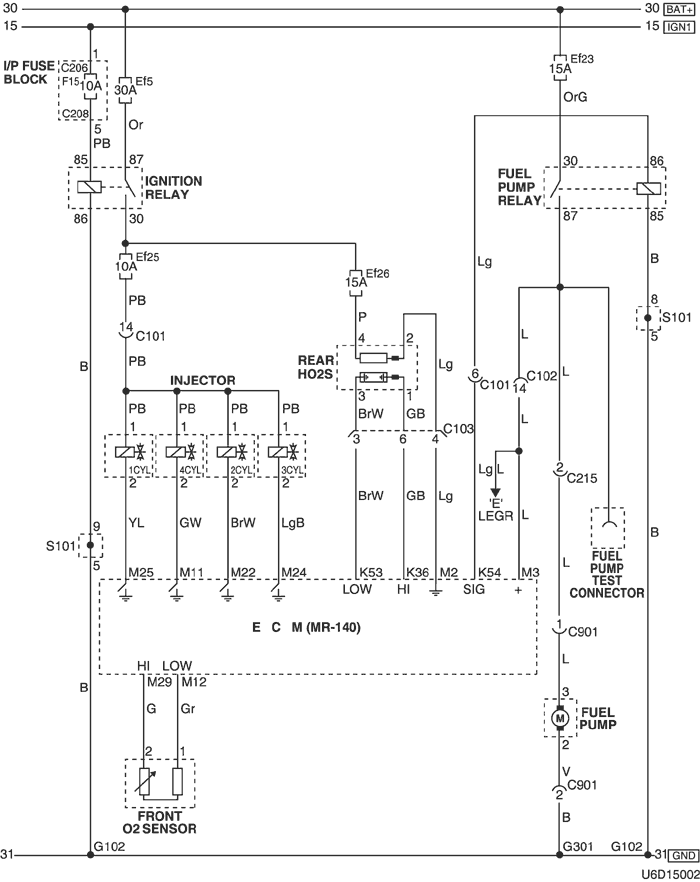 30 30 BAT+
15 15 IGN1
1
I/P FUSE
BLOCK
C206
F15 10A
C208
5
PB
Ef5
30A
Or
Ef23
15A
OrG
85 87
IGNITION
RELAY
86 30
30 86
FUEL
PUMP
RELAY
87 85
Ef25
10A
PB
14
C101
PB
Ef26
15A
P
Lg
B
8
S101
5
4 2
REAR
HO2S
3 1
Lg
BrW GB
C103
3 6 4
BrW GB Lg
L
6
C101
C102
14
L
L
Lg L
'E'
LEGR
L
2
C215
FUEL
PUMP
TEST
CONNECTOR
B
B
INJECTOR
PB PB PB PB
1 1 1 1
1CYL 4CYL 2CYL 3CYL
2 2 2 2
YL GW BrW LgB
9
S101
5
M25 M11 M22 M24 K53 K36 M2 K54 M3
LOW HI SIG +
E C M (MR-140)
HI LOW
M29 M12
G Gr
2 1
FRONT
O2 SENSOR
B
L
1
C901
L
3
M
FUEL
PUMP
2
V
C901
2
B
31 G102 G301 G102 31 GND
U6D15002